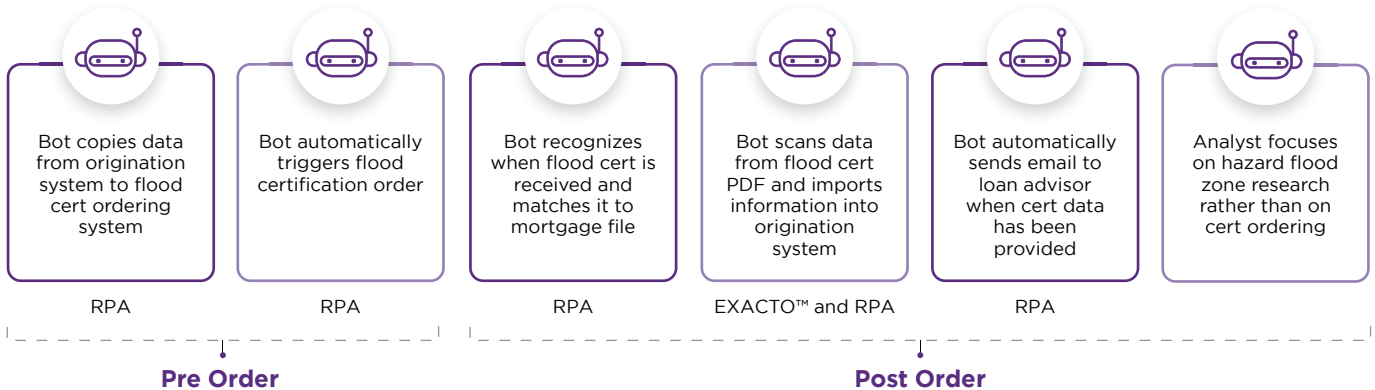 Bot copies data
from origination
system to flood
cert ordering
system
Bot automatically
triggers flood
certification order
Bot recognizes
when flood cert is
received and
matches it to
mortgage file
Bot scans data
from flood cert
PDF and imports
information into
origination
system
Bot automatically
sends email to
loan advisor
when cert data
has been
provided
Analyst focuses
on hazard flood
zone research
rather than on
cert ordering
RPA
RPA
RPA
EXACTO™ and RPA
RPA
Pre Order
Post Order